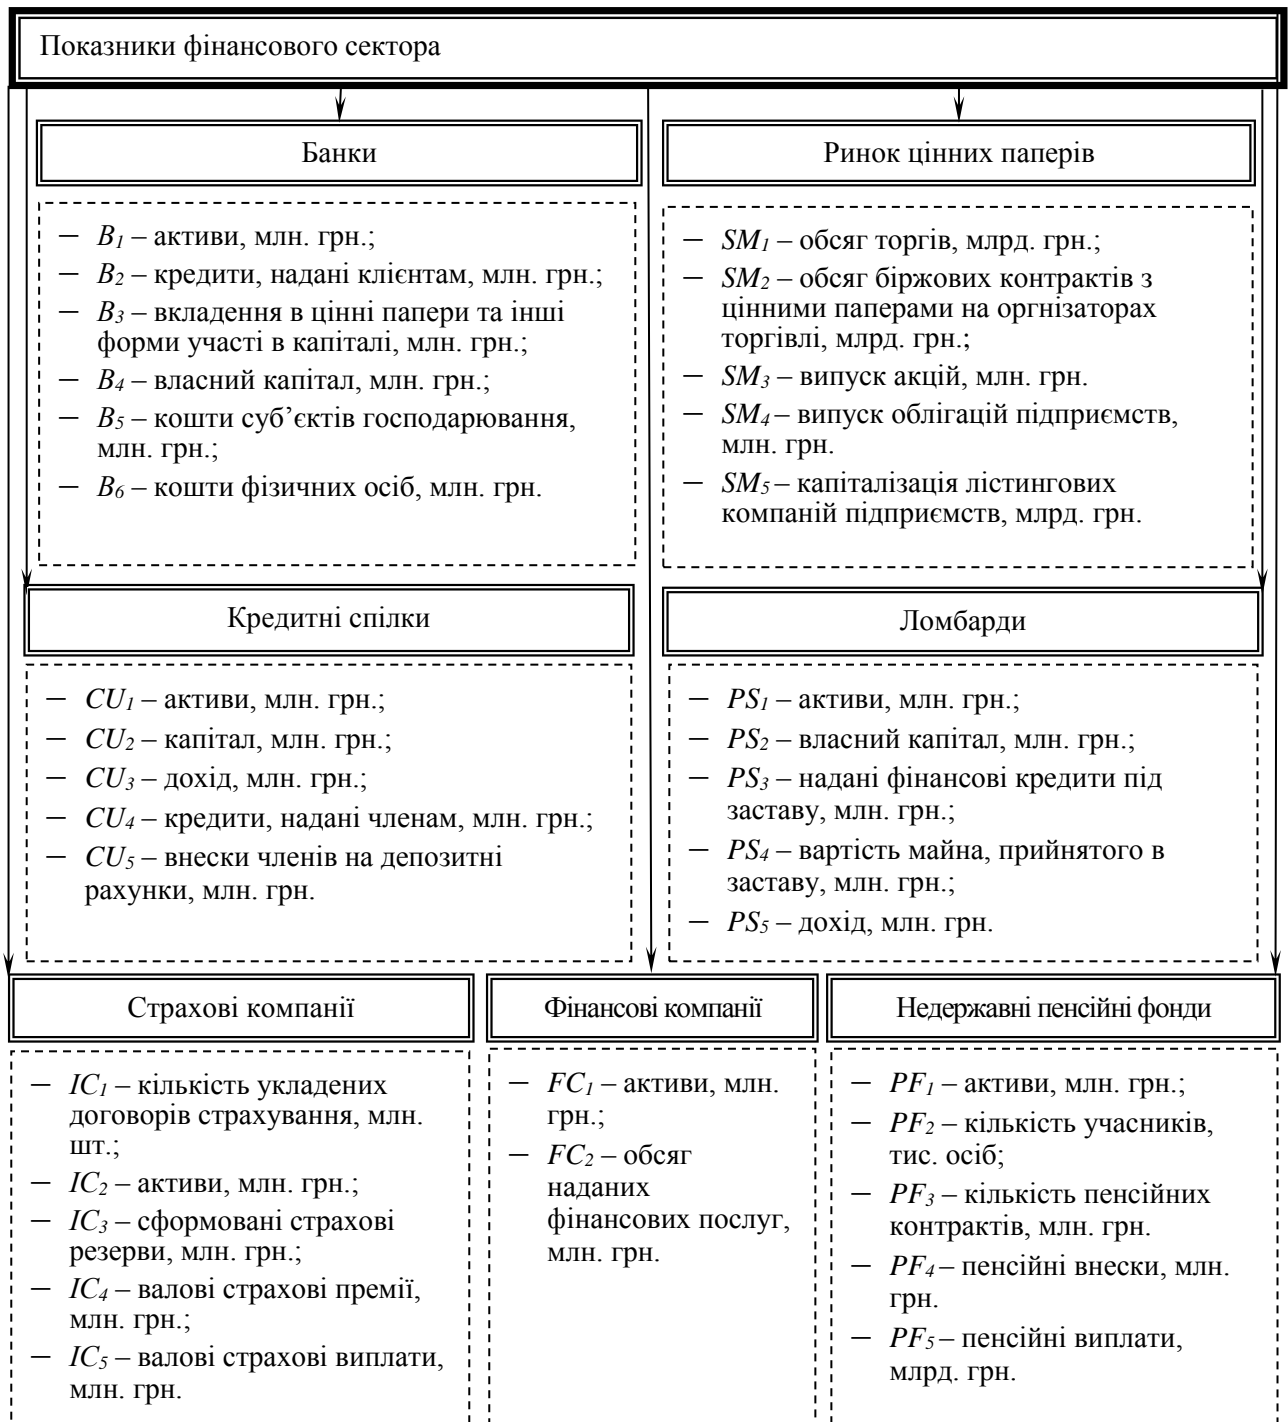 Показники фінансового сектора
Банки
— B1 – активи, млн. грн.;
— B2 – кредити, надані клієнтам, млн. грн.;
— B3 – вкладення в цінні папери та інші
форми участі в капіталі, млн. грн.;
— B4 – власний капітал, млн. грн.;
— B5 – кошти суб’єктів господарювання,
млн. грн.;
— B6 – кошти фізичних осіб, млн. грн.
Ринок цінних паперів
— SM1 – обсяг торгів, млрд. грн.;
— SM2 – обсяг біржових контрактів з
цінними паперами на оргнізаторах
торгівлі, млрд. грн.;
— SM3 – випуск акцій, млн. грн.
— SM4 – випуск облігацій підприємств,
млн. грн.
— SM5 – капіталізація лістингових
компаній підприємств, млрд. грн.
Кредитні спілки
— CU1 – активи, млн. грн.;
— CU2 – капітал, млн. грн.;
— CU3 – дохід, млн. грн.;
— CU4 – кредити, надані членам, млн. грн.;
— CU5 – внески членів на депозитні
рахунки, млн. грн.
Ломбарди
— PS1 – активи, млн. грн.;
— PS2 – власний капітал, млн. грн.;
— PS3 – надані фінансові кредити під
заставу, млн. грн.;
— PS4 – вартість майна, прийнятого в
заставу, млн. грн.;
— PS5 – дохід, млн. грн.
Страхові компанії
— IC1 – кількість укладених
договорів страхування, млн.
шт.;
— IC2 – активи, млн. грн.;
— IC3 – сформовані страхові
резерви, млн. грн.;
— IC4 – валові страхові премії,
млн. грн.;
— IC5 – валові страхові виплати,
млн. грн.
Фінансові компанії
— FC1 – активи, млн.
грн.;
— FC2 – обсяг
наданих
фінансових послуг,
млн. грн.
Недержавні пенсійні фонди
— PF1 – активи, млн. грн.;
— PF2 – кількість учасників,
тис. осіб;
— PF3 – кількість пенсійних
контрактів, млн. грн.
— PF4 – пенсійні внески, млн.
грн.
— PF5 – пенсійні виплати,
млрд. грн.